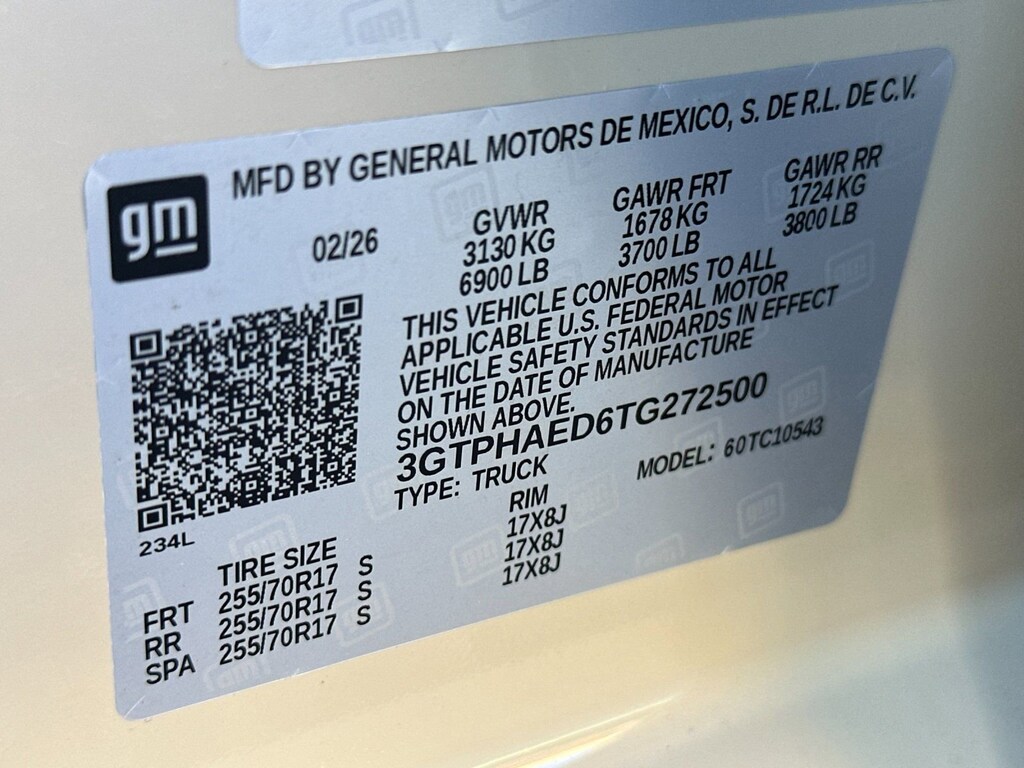 gm
MFD BY GENERAL MOTORS DE MEXICO, S. DE R.L. DE C.V.
02/26
GVWR
3130 KG
6900 LB
GAWR FRT
1678 KG
3700 LB
GAWR RR
1724 KG
3800 LB
THIS VEHICLE CONFORMS TO ALL
APPLICABLE U.S. FEDERAL MOTOR
VEHICLE SAFETY STANDARDS IN EFFECT
ON THE DATE OF MANUFACTURE
SHOWN ABOVE.
3GTPHAED6TG272500
TYPE: TRUCK
MODEL: 60TC10543
234L
TIRE SIZE RIM
FRT 255/70R17 S 17X8J
RR 255/70R17 S 17X8J
SPA 255/70R17 S 17X8J